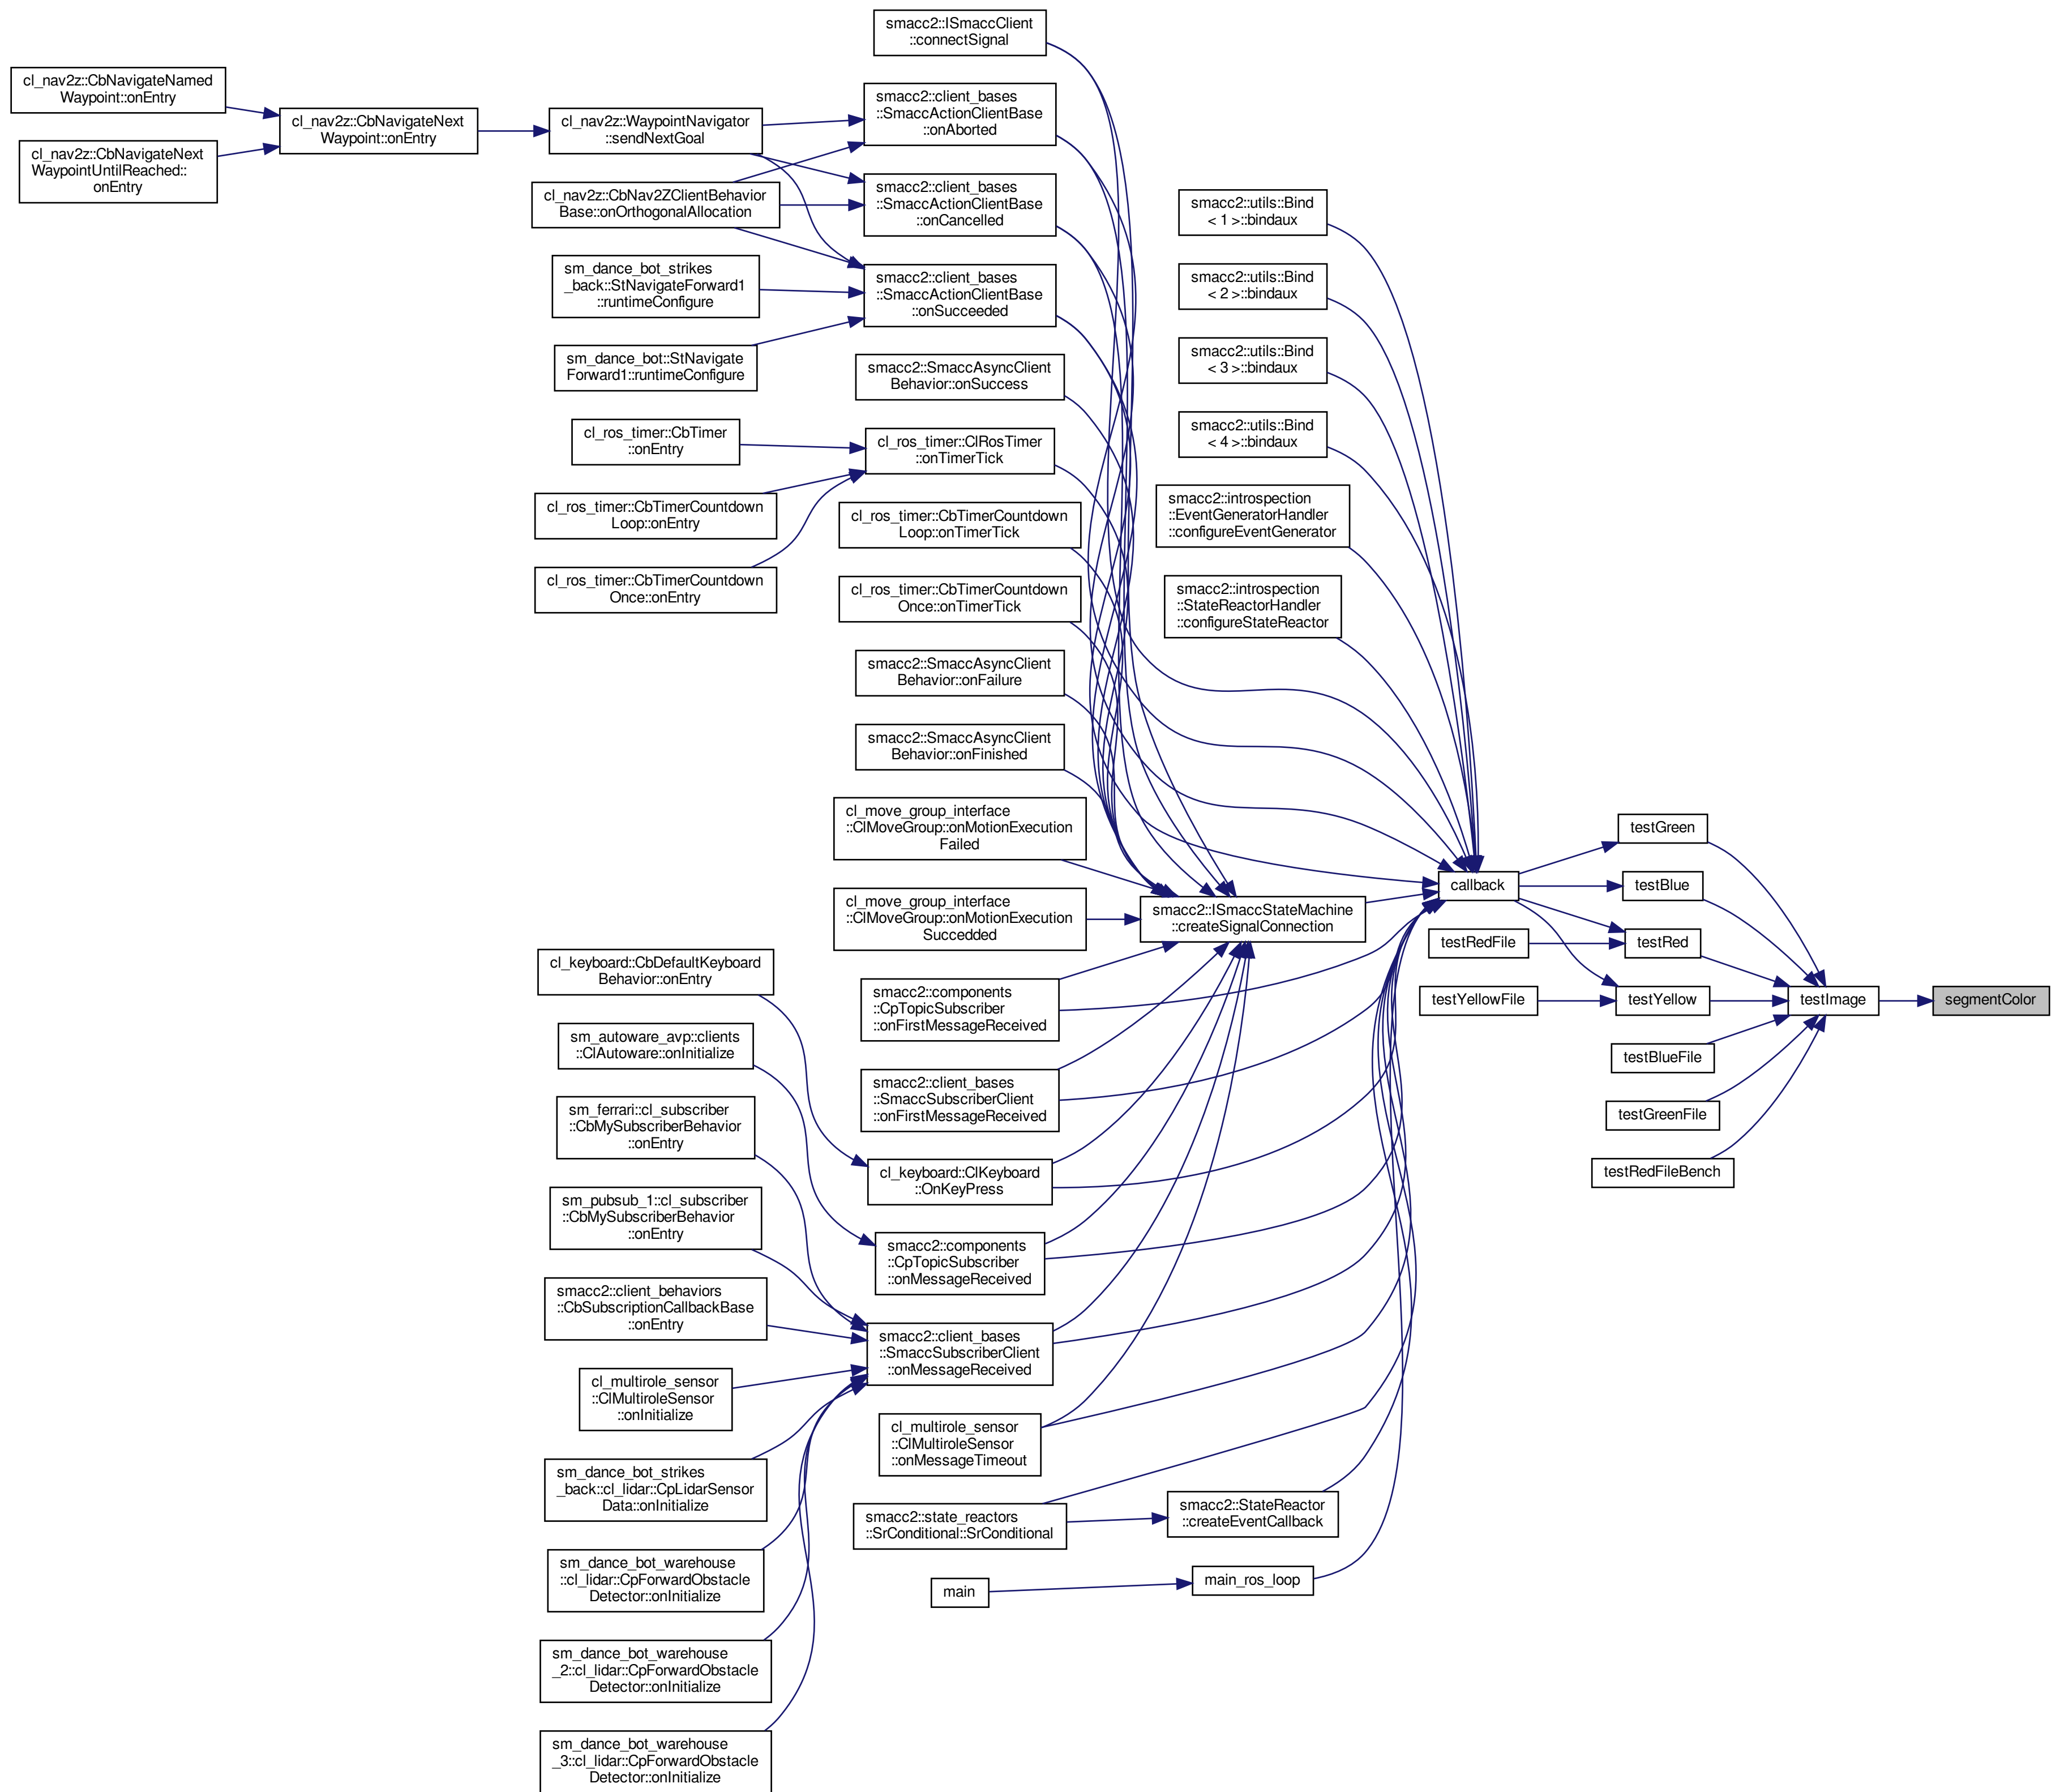 smacc2::ISmaccClient
::connectSignal
cl_nav2z::CbNavigateNamed
Waypoint::onEntry
cl_nav2z::CbNavigateNext
WaypointUntilReached::
onEntry
cl_nav2z::CbNavigateNext
Waypoint::onEntry
cl_nav2z::WaypointNavigator
::sendNextGoal
cl_nav2z::CbNav2ZClientBehavior
Base::onOrthogonalAllocation
sm_dance_bot_strikes
_back::StNavigateForward1
::runtimeConfigure
sm_dance_bot::StNavigate
Forward1::runtimeConfigure
cl_ros_timer::CbTimer
::onEntry
cl_ros_timer::CbTimerCountdown
Loop::onEntry
cl_ros_timer::CbTimerCountdown
Once::onEntry
cl_keyboard::CbDefaultKeyboard
Behavior::onEntry
sm_autoware_avp::clients
::ClAutoware::onInitialize
sm_ferrari::cl_subscriber
::CbMySubscriberBehavior
::onEntry
sm_pubsub_1::cl_subscriber
::CbMySubscriberBehavior
::onEntry
smacc2::client_behaviors
::CbSubscriptionCallbackBase
::onEntry
cl_multirole_sensor
::ClMultiroleSensor
::onInitialize
sm_dance_bot_strikes
_back::cl_lidar::CpLidarSensor
Data::onInitialize
sm_dance_bot_warehouse
::cl_lidar::CpForwardObstacle
Detector::onInitialize
sm_dance_bot_warehouse
_2::cl_lidar::CpForwardObstacle
Detector::onInitialize
sm_dance_bot_warehouse
_3::cl_lidar::CpForwardObstacle
Detector::onInitialize
smacc2::client_bases
::SmaccActionClientBase
::onAborted
smacc2::client_bases
::SmaccActionClientBase
::onCancelled
smacc2::client_bases
::SmaccActionClientBase
::onSucceeded
smacc2::SmaccAsyncClient
Behavior::onSuccess
cl_ros_timer::ClRosTimer
::onTimerTick
cl_ros_timer::CbTimerCountdown
Loop::onTimerTick
cl_ros_timer::CbTimerCountdown
Once::onTimerTick
smacc2::SmaccAsyncClient
Behavior::onFailure
smacc2::SmaccAsyncClient
Behavior::onFinished
cl_move_group_interface
::ClMoveGroup::onMotionExecution
Failed
cl_move_group_interface
::ClMoveGroup::onMotionExecution
Succedded
smacc2::components
::CpTopicSubscriber
::onFirstMessageReceived
smacc2::client_bases
::SmaccSubscriberClient
::onFirstMessageReceived
cl_keyboard::ClKeyboard
::OnKeyPress
smacc2::components
::CpTopicSubscriber
::onMessageReceived
smacc2::client_bases
::SmaccSubscriberClient
::onMessageReceived
cl_multirole_sensor
::ClMultiroleSensor
::onMessageTimeout
smacc2::state_reactors
::SrConditional::SrConditional
main
smacc2::utils::Bind
< 1 >::bindaux
smacc2::utils::Bind
< 2 >::bindaux
smacc2::utils::Bind
< 3 >::bindaux
smacc2::utils::Bind
< 4 >::bindaux
smacc2::introspection
::EventGeneratorHandler
::configureEventGenerator
smacc2::introspection
::StateReactorHandler
::configureStateReactor
smacc2::ISmaccStateMachine
::createSignalConnection
smacc2::StateReactor
::createEventCallback
main_ros_loop
callback
testRedFile
testYellowFile
testGreen
testBlue
testRed
testYellow
testBlueFile
testGreenFile
testRedFileBench
testImage
segmentColor